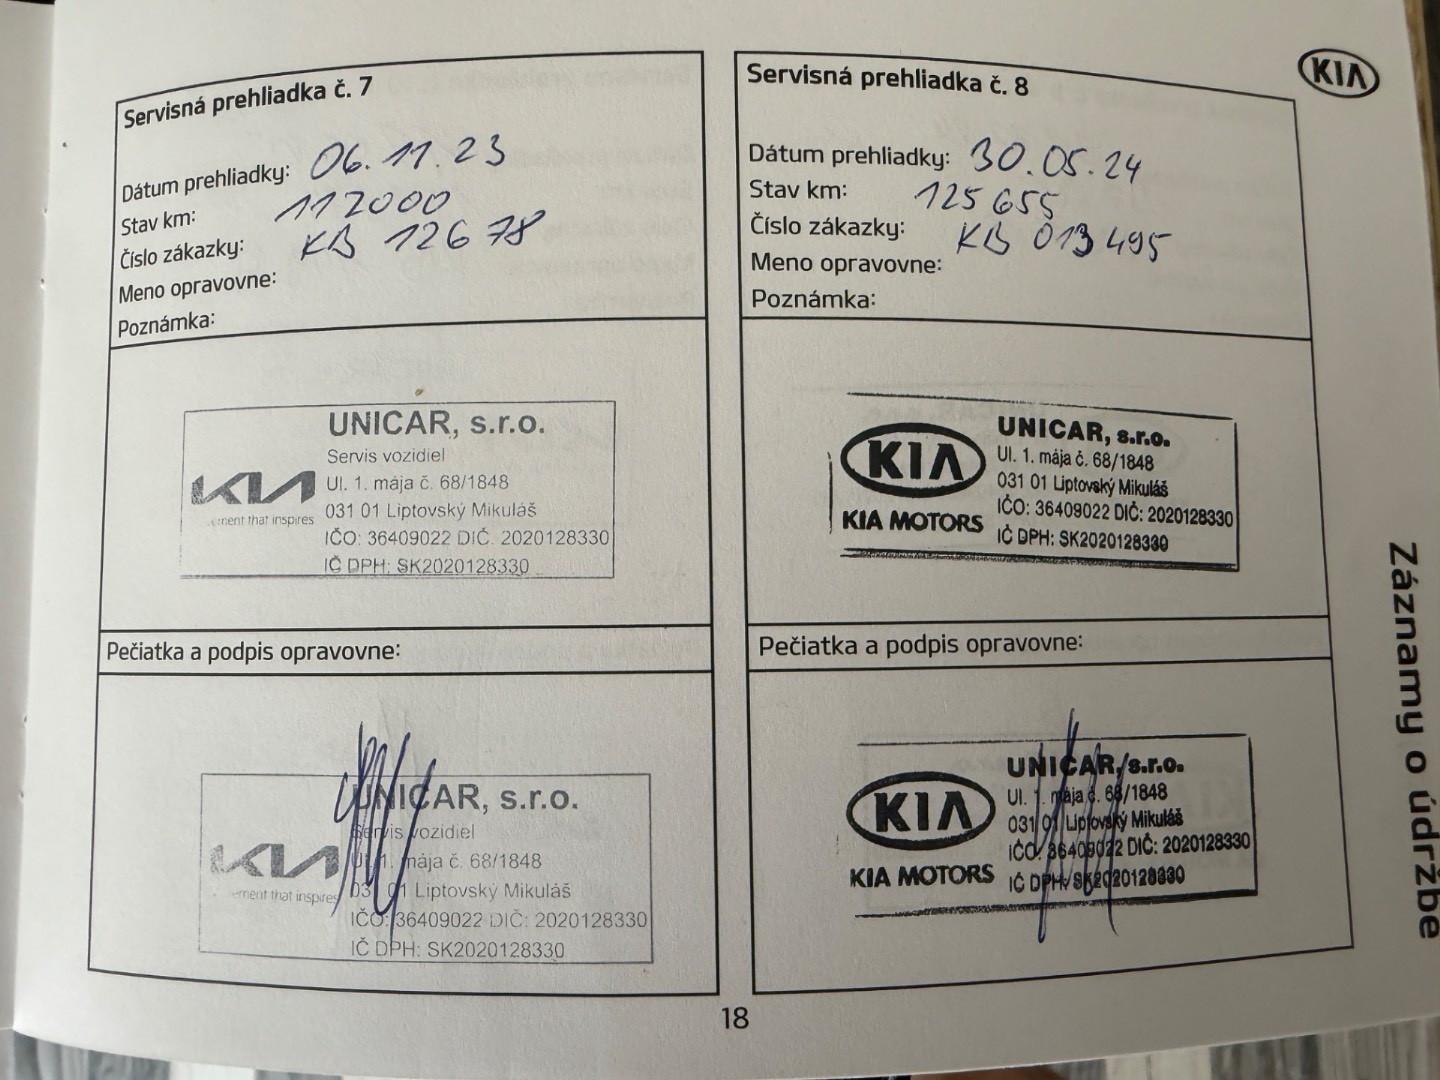 KIA
Servisná prehliadka č. 7
Dátum prehliadky: 06.11.23
Stav km: 112000
Číslo zákazky: KB 12678
Meno opravovne:
Poznámka:
UNICAR, s.r.o.
Servis vozidiel
Ul. 1. mája č. 68/1848
031 01 Liptovský Mikuláš
IČO: 36409022 DIČ: 2020128330
IČ DPH: SK2020128330
KIA
that inspires
Pečiatka a podpis opravovne:
UNICAR, s.r.o.
Servis vozidiel
Ul. 1. mája č. 68/1848
031 01 Liptovský Mikuláš
IČO: 36409022 DIČ: 2020128330
IČ DPH: SK2020128330
KIA
that inspires
Servisná prehliadka č. 8
Dátum prehliadky: 30.05.24
Stav km: 125655
Číslo zákazky: KB 013495
Meno opravovne:
Poznámka:
KIA
KIA MOTORS
UNICAR, s.r.o.
Ul. 1. mája č. 68/1848
031 01 Liptovský Mikuláš
IČO: 36409022 DIČ: 2020128330
IČ DPH: SK2020128330
Pečiatka a podpis opravovne:
KIA
KIA MOTORS
UNICAR, s.r.o.
Ul. 1. mája č. 68/1848
031 01 Liptovský Mikuláš
IČO: 36409022 DIČ: 2020128330
IČ DPH: SK2020128330
Záznamy o údržbe
18